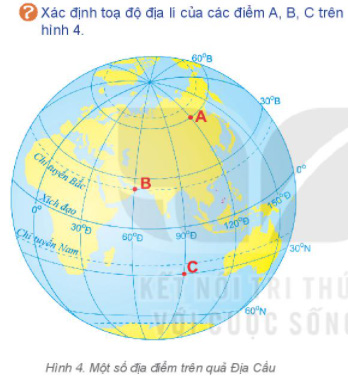 ? Xác định toạ độ địa lí của các điểm A, B, C trên
hình 4.
60°B
30°B
A
Chí tuyến Bắc
B
0°
Xích đạo
0°
30°Đ
60°Đ
90°Đ
120°Đ
150°Đ
Chí tuyến Nam
30°N
C
KẾT NỐI TRI THỨ
VỚI CUỘC SỐNG
60°N
Hình 4. Một số địa điểm trên quả Địa Cầu